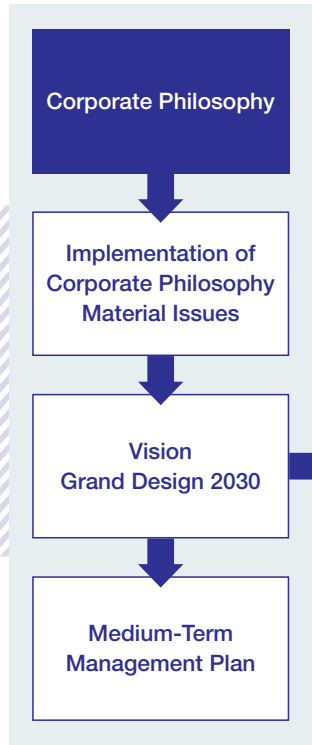 Corporate Philosophy
Implementation of
Corporate Philosophy
Material Issues
Vision
Grand Design 2030
Medium-Term
Management Plan